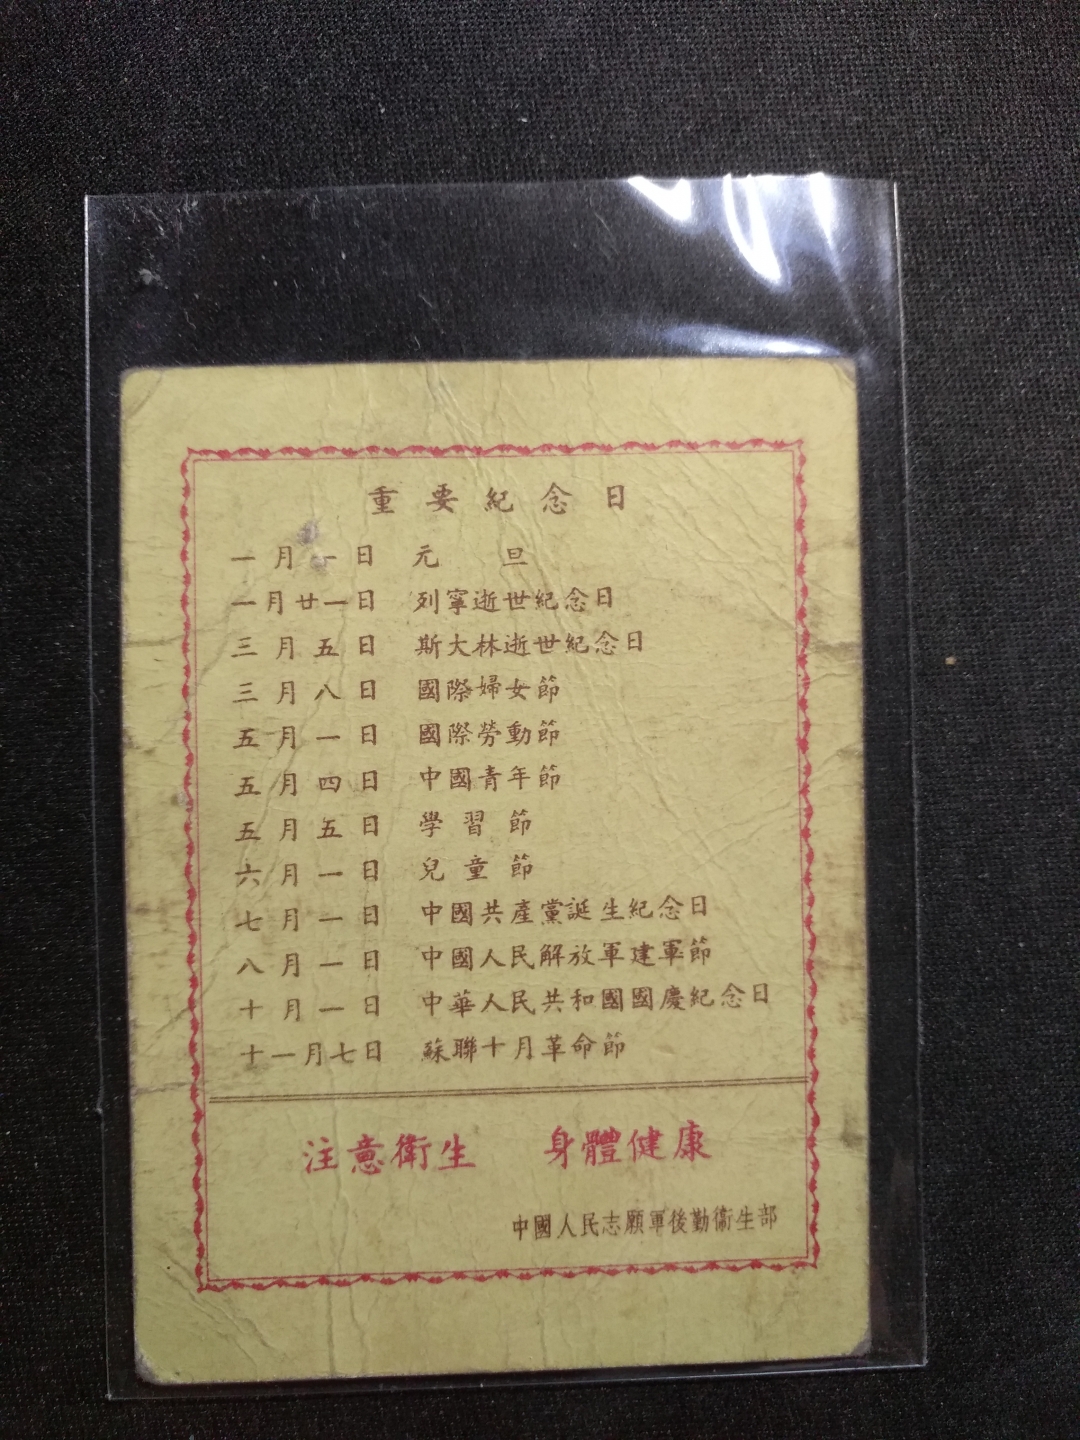 重要紀念日
一月一日 元旦
一月廿一日 列寧逝世紀念日
三月五日 斯大林逝世紀念日
三月八日 國際婦女節
五月一日 國際勞動節
五月四日 中國青年節
五月五日 學習節
六月一日 兒童節
七月一日 中國共產黨誕生紀念日
八月一日 中國人民解放軍建軍節
十月一日 中華人民共和國國慶紀念日
十一月七日 蘇聯十月革命節
注意衛生 身體健康
中國人民志願軍後勤衞生部